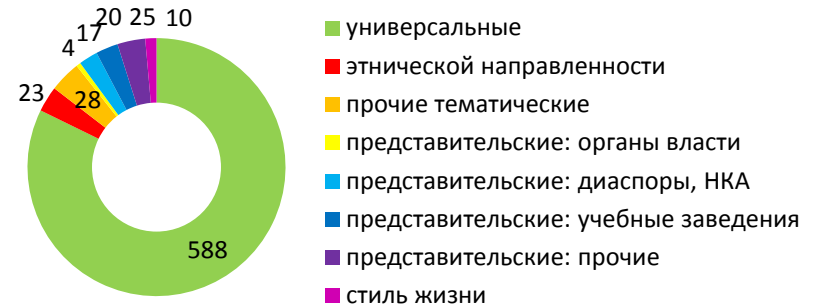 20 25 10
17
4
23
28
588
универсальные
этнической направленности
прочие тематические
представительские: органы власти
представительские: диаспоры, НКА
представительские: учебные заведения
представительские: прочие
стиль жизни